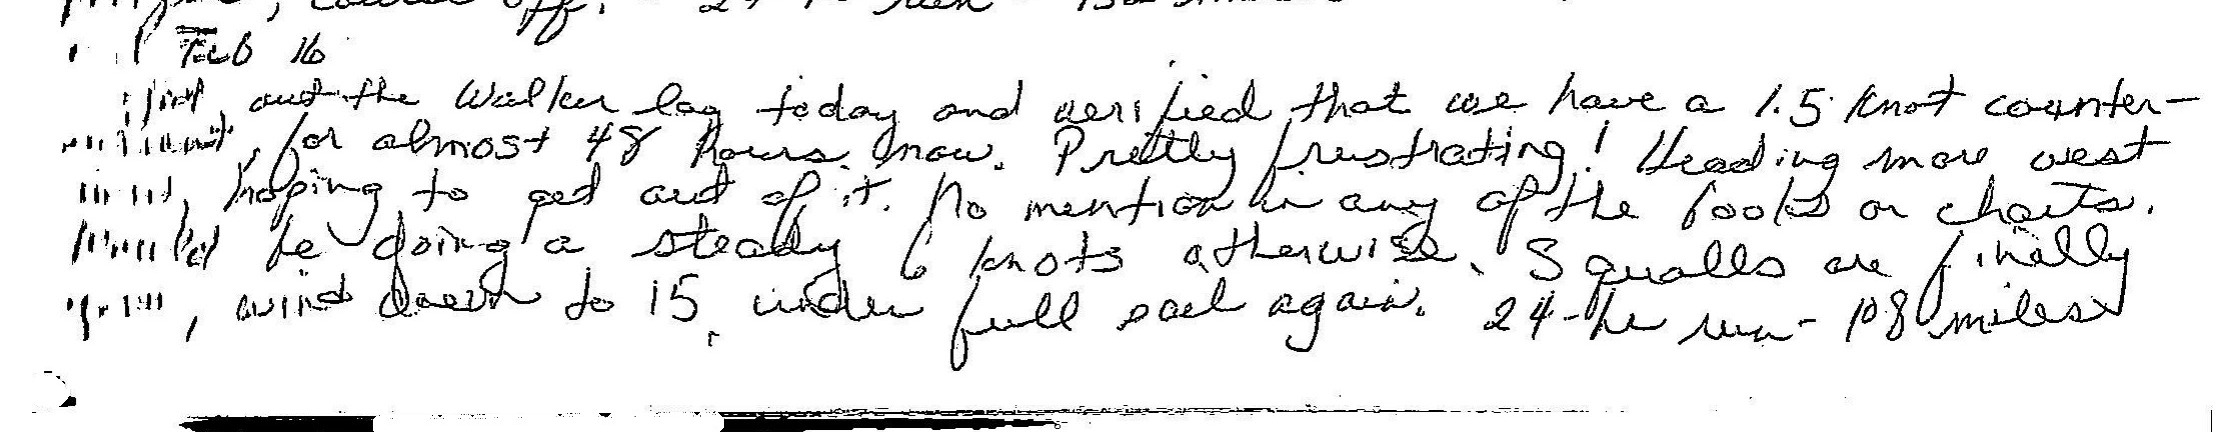 Feb 16
out the Walker log today and verified that we have a 1.5 knot counter-
for almost 48 hours now. Pretty frustrating! Heading more west
hoping to get out of it. No mention in any of the books or charts.
be doing a steady 6 knots otherwise. Squalls are finally
, wind down to 15, under full sail again. 24-hr run - 108 miles